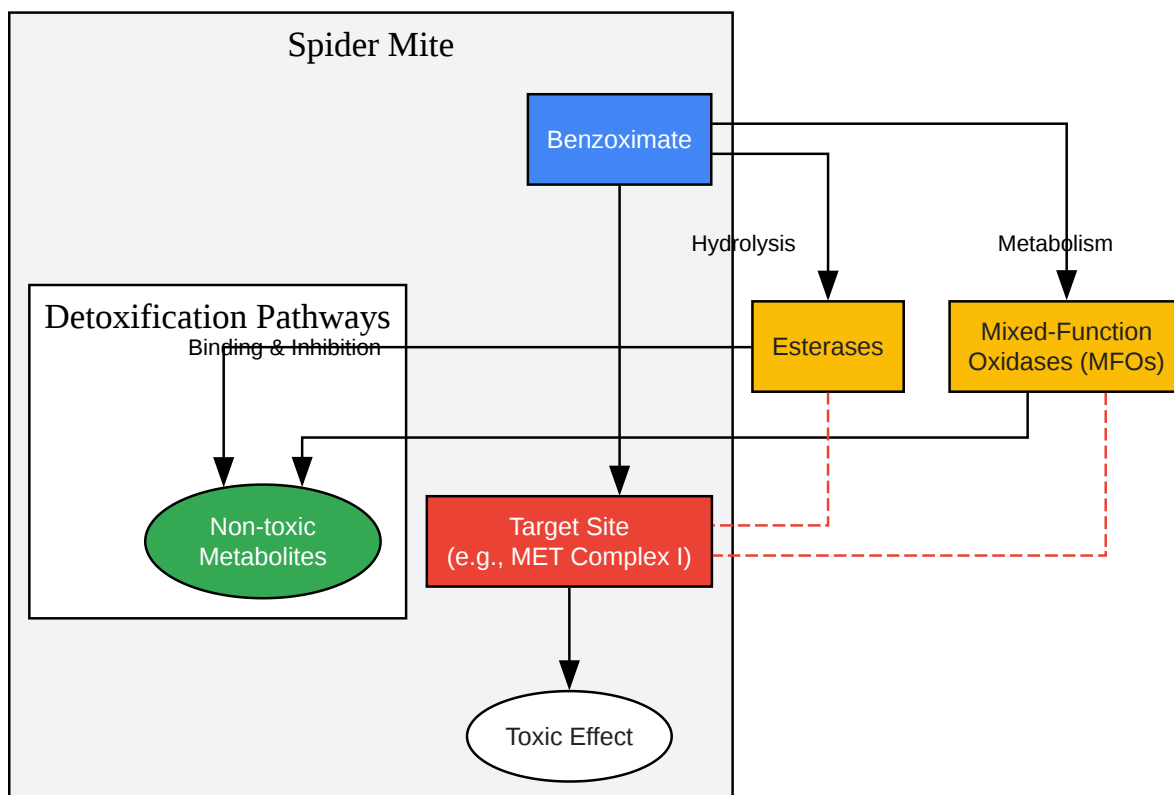 Spider Mite
Benzoximate
Hydrolysis
Metabolism
Detoxification Pathways
Binding & Inhibition
Esterases
Mixed-Function
Oxidases (MFOs)
Non-toxic
Metabolites
Target Site
(e.g., MET Complex I)
Toxic Effect